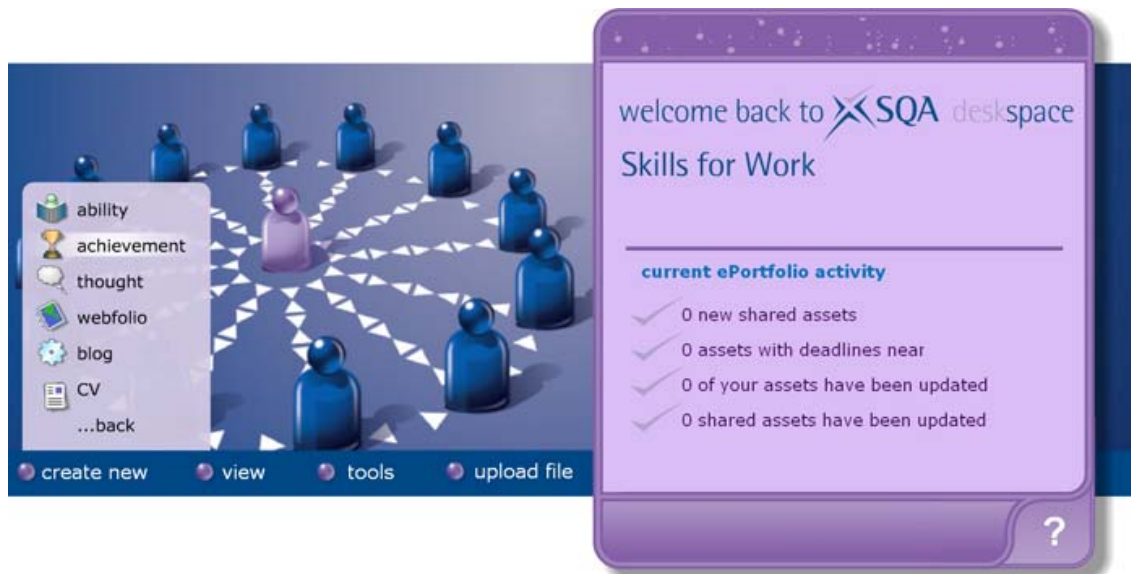 ability
achievement
thought
webfolio
blog
CV
...back
create new
view
tools
upload file
welcome back to SQA deskspace
Skills for Work
current ePortfolio activity
0 new shared assets
0 assets with deadlines near
0 of your assets have been updated
0 shared assets have been updated
?